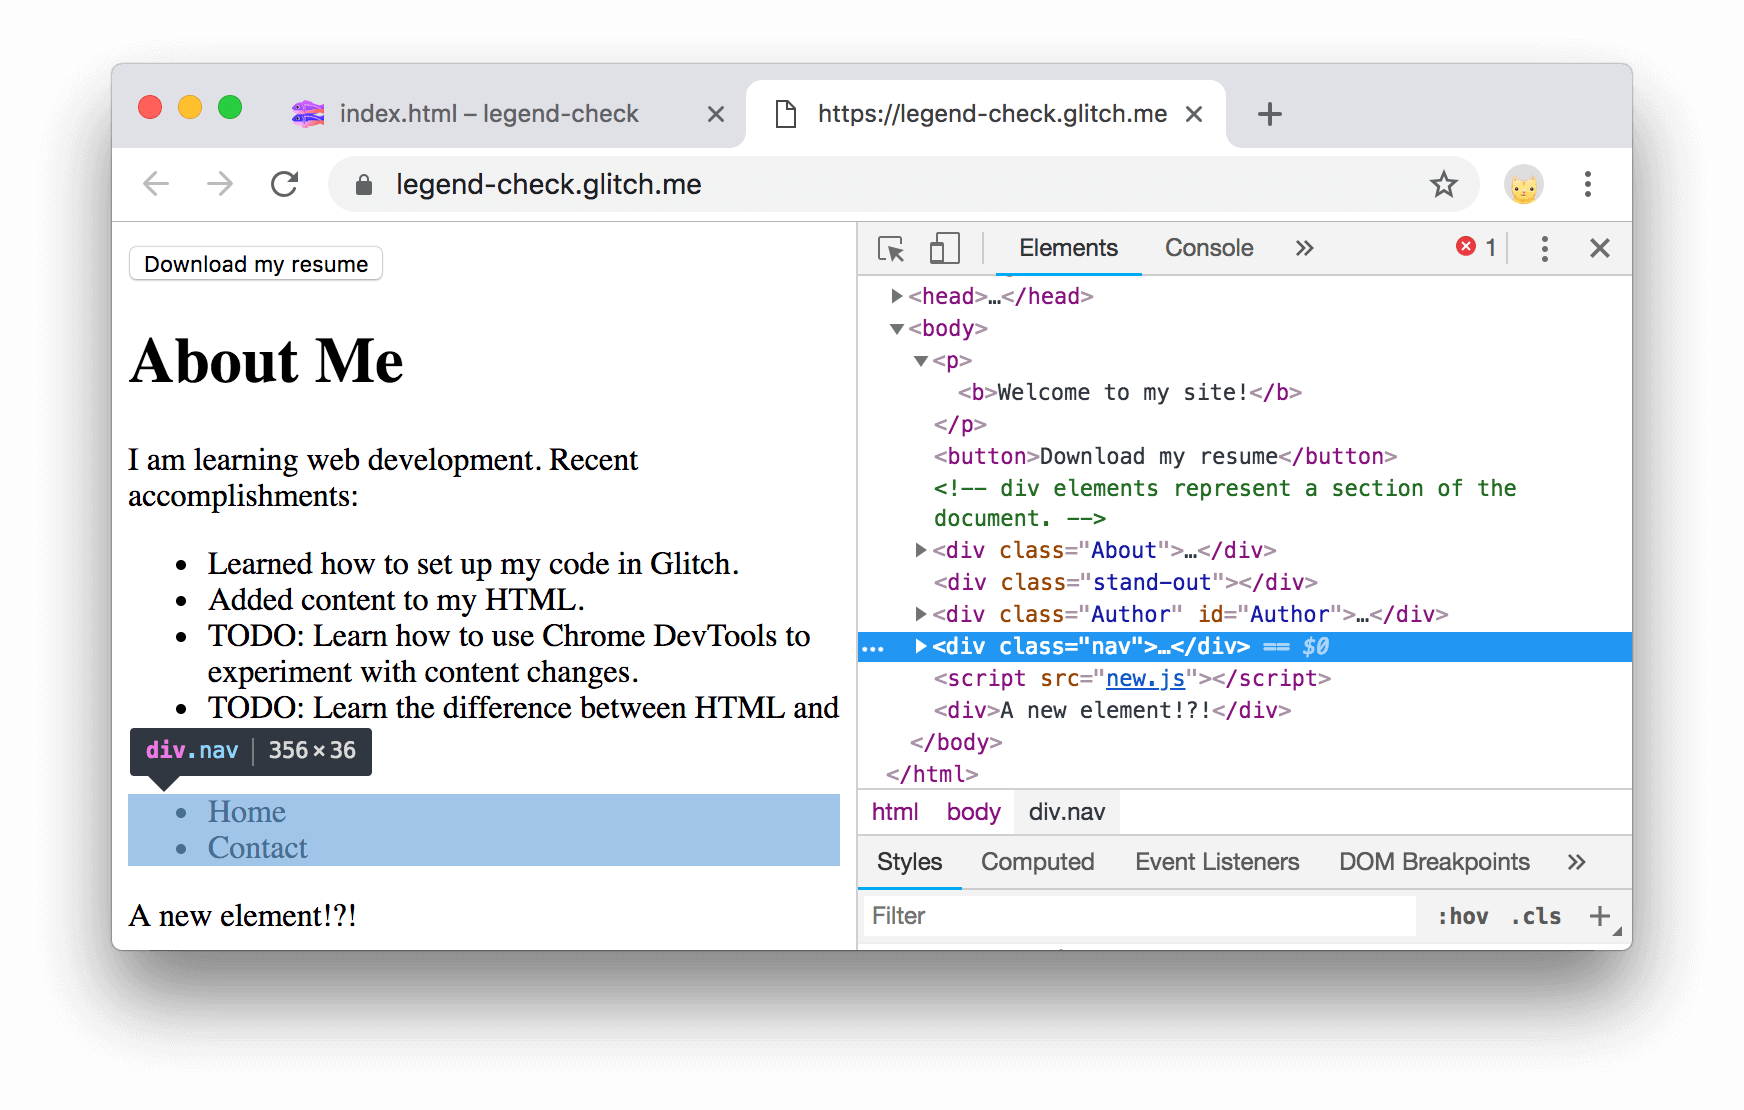 index.html – legend-check
https://legend-check.glitch.me
legend-check.glitch.me
Download my resume
About Me
I am learning web development. Recent
accomplishments:
• Learned how to set up my code in Glitch.
• Added content to my HTML.
• TODO: Learn how to use Chrome DevTools to
experiment with content changes.
• TODO: Learn the difference between HTML and
div.nav | 356 × 36
• Home
• Contact
A new element!?!
Elements Console » 1
<head>…</head>
<body>
<p>
<b>Welcome to my site!</b>
</p>
<button>Download my resume</button>
<!-- div elements represent a section of the
document. -->
<div class="About">…</div>
<div class="stand-out"></div>
<div class="Author" id="Author">…</div>
… <div class="nav">…</div> == $0
<script src="new.js"></script>
<div>A new element!?!</div>
</body>
</html>
html body div.nav
Styles Computed Event Listeners DOM Breakpoints »
Filter :hov .cls +